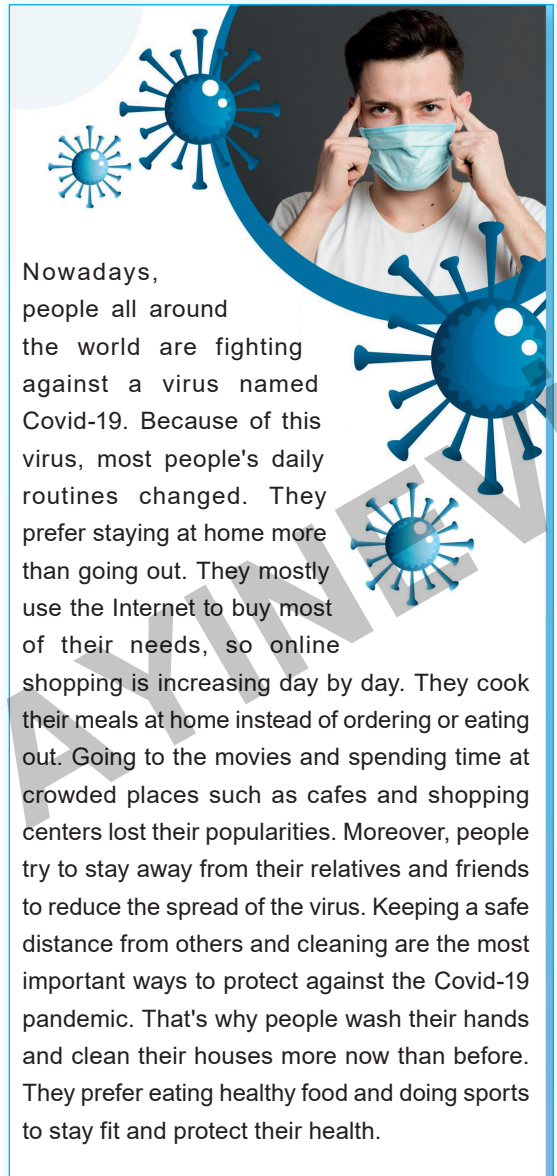 Nowadays,
people all around
the world are fighting
against a virus named
Covid-19. Because of this
virus, most people's daily
routines changed. They
prefer staying at home more
than going out. They mostly
use the Internet to buy most
of their needs, so online
shopping is increasing day by day. They cook
their meals at home instead of ordering or eating
out. Going to the movies and spending time at
crowded places such as cafes and shopping
centers lost their popularities. Moreover, people
try to stay away from their relatives and friends
to reduce the spread of the virus. Keeping a safe
distance from others and cleaning are the most
important ways to protect against the Covid-19
pandemic. That's why people wash their hands
and clean their houses more now than before.
They prefer eating healthy food and doing sports
to stay fit and protect their health.